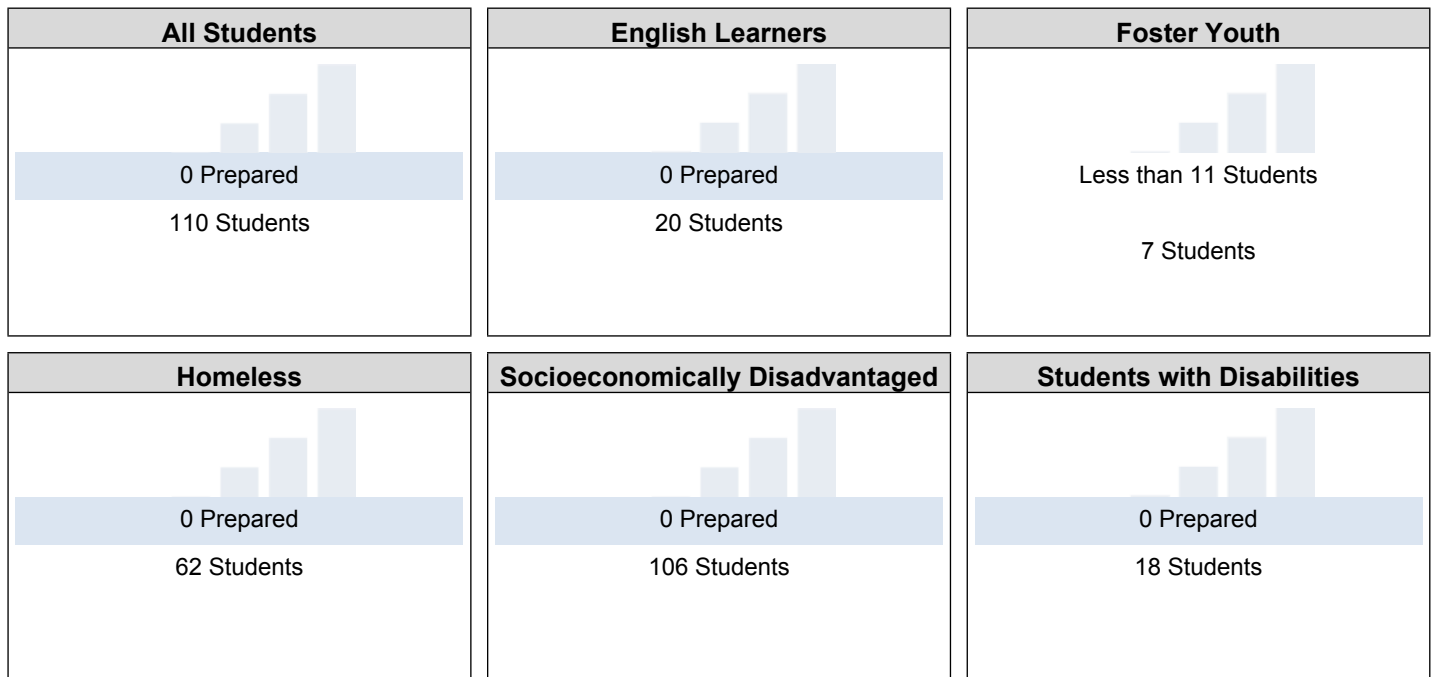 All Students
0 Prepared
110 Students
English Learners
0 Prepared
20 Students
Foster Youth
Less than 11 Students
7 Students
Homeless
0 Prepared
62 Students
Socioeconomically Disadvantaged
0 Prepared
106 Students
Students with Disabilities
0 Prepared
18 Students